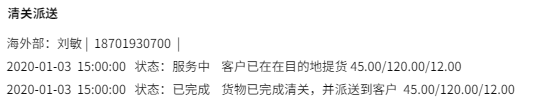 清关派送
海外部：刘敏 | 18701930700 |
2020-01-03 15:00:00 状态：服务中 客户已在在目的地提货 45.00/120.00/12.00
2020-01-03 15:00:00 状态：已完成 货物已完成清关，并派送到客户 45.00/120.00/12.00